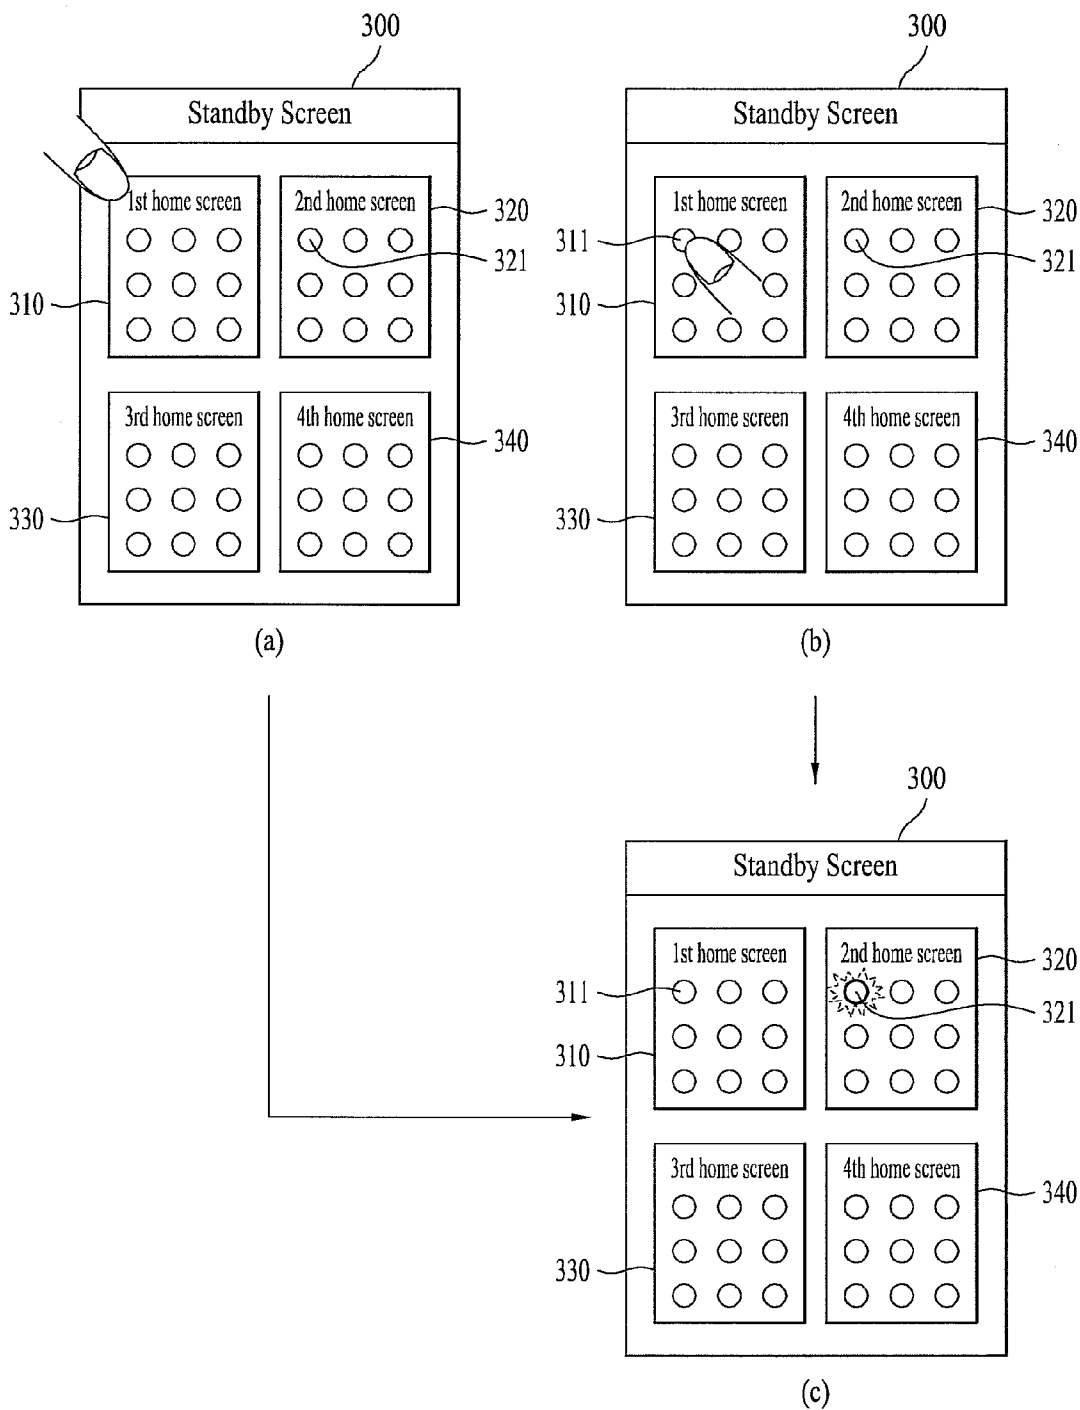 300
300
Standby Screen
Standby Screen
1st home screen
2nd home screen
320
321
310
3rd home screen
4th home screen
340
330
(a)
1st home screen
2nd home screen
320
311
321
310
3rd home screen
4th home screen
340
330
(b)
300
Standby Screen
1st home screen
2nd home screen
320
311
321
310
3rd home screen
4th home screen
340
330
(c)